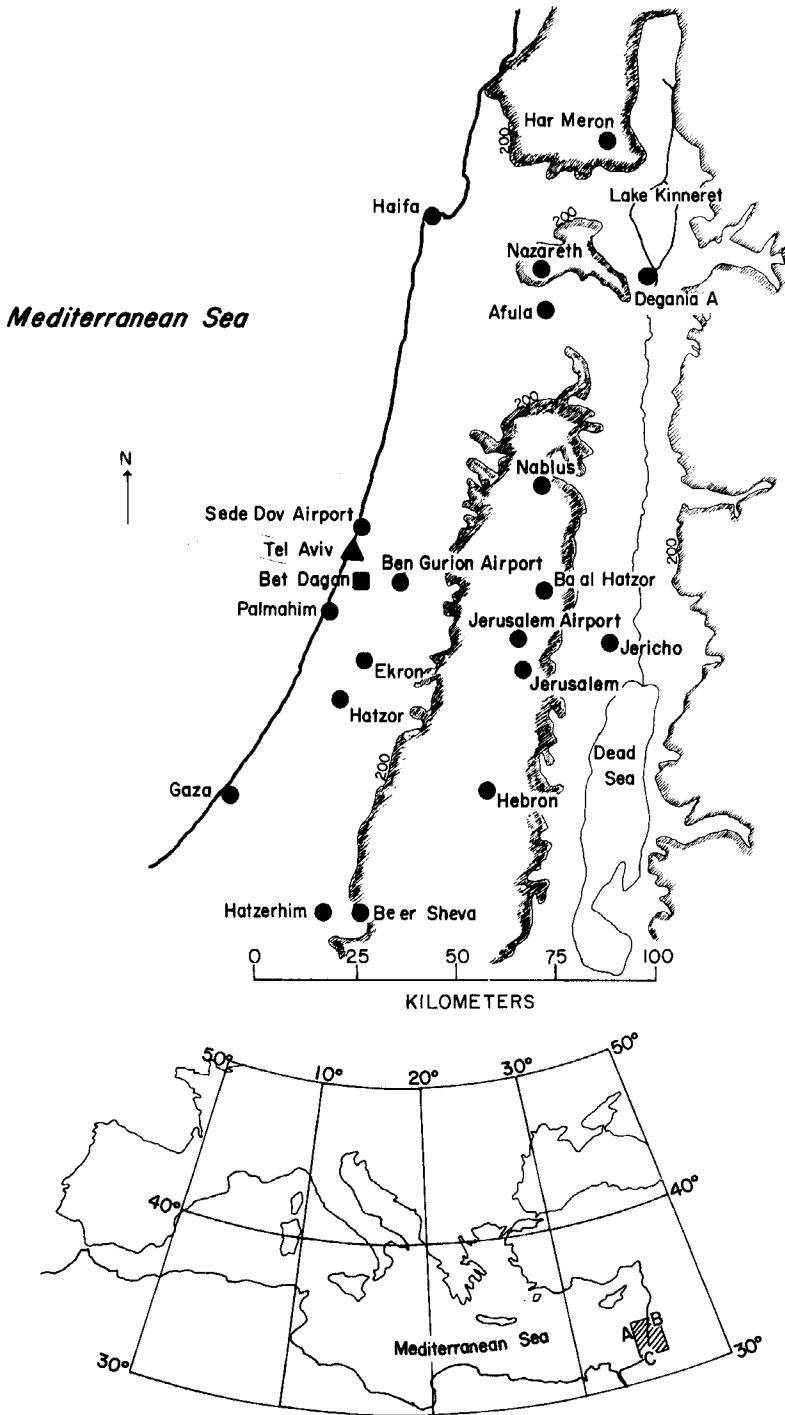 Har Meron
200
Haifa
Lake Kinneret
200
Nazareth
Degania A
Mediterranean Sea
Afula
200
N
Nablus
Sede Dov Airport
Tel Aviv
Ben Gurion Airport
200
Bet Dagan
Ba al Hatzor
Palmahim
Jerusalem Airport
Jericho
Ekron
Jerusalem
Hatzor
200
Dead
Sea
Gaza
Hebron
Hatzerhim
Be er Sheva
0 25 50 75 100
KILOMETERS
50° 10° 20° 30° 50°
40° 40°
A B
Mediterranean Sea
C
30° 30°